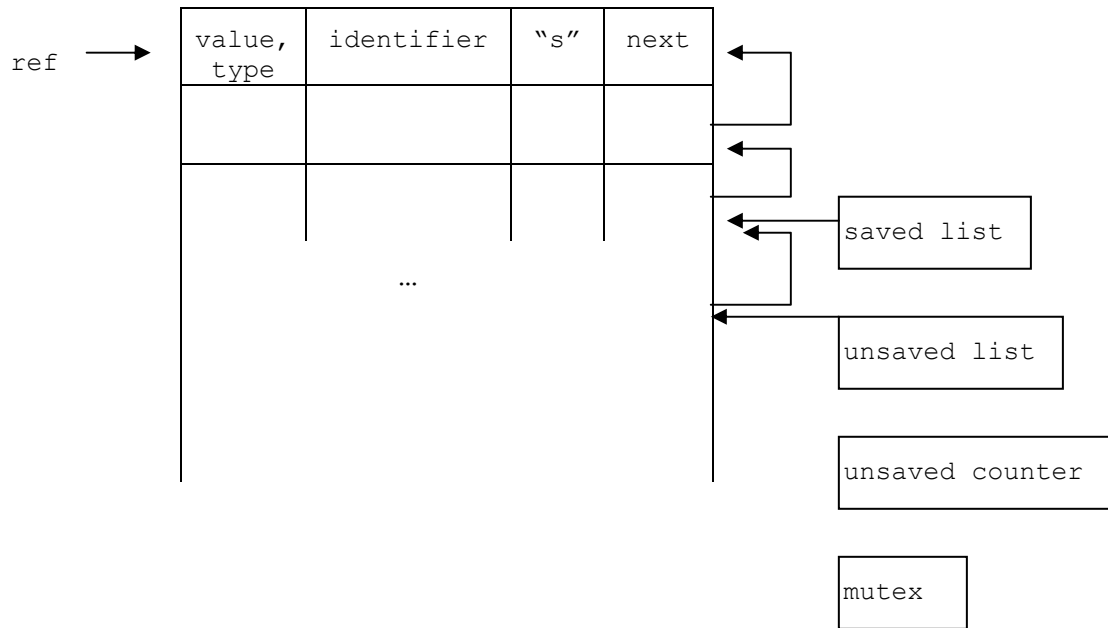 ref
value,
type
identifier
“s”
next
…
saved list
unsaved list
unsaved counter
mutex